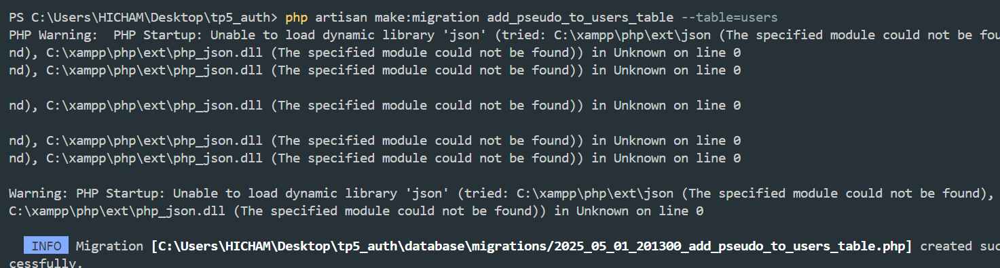 PS C:\Users\HICHAM\Desktop\tp5_auth> php artisan make:migration add_pseudo_to_users_table --table=users
PHP Warning:  PHP Startup: Unable to load dynamic library 'json' (tried: C:\xampp\php\ext\json (The specified module could not be fou
nd), C:\xampp\php\ext\php_json.dll (The specified module could not be found)) in Unknown on line 0
nd), C:\xampp\php\ext\php_json.dll (The specified module could not be found)) in Unknown on line 0
nd), C:\xampp\php\ext\php_json.dll (The specified module could not be found)) in Unknown on line 0
nd), C:\xampp\php\ext\php_json.dll (The specified module could not be found)) in Unknown on line 0
nd), C:\xampp\php\ext\php_json.dll (The specified module could not be found)) in Unknown on line 0
Warning: PHP Startup: Unable to load dynamic library 'json' (tried: C:\xampp\php\ext\json (The specified module could not be found),
C:\xampp\php\ext\php_json.dll (The specified module could not be found)) in Unknown on line 0
INFO  Migration [C:\Users\HICHAM\Desktop\tp5_auth\database\migrations/2025_05_01_201300_add_pseudo_to_users_table.php] created suc
cessfully.